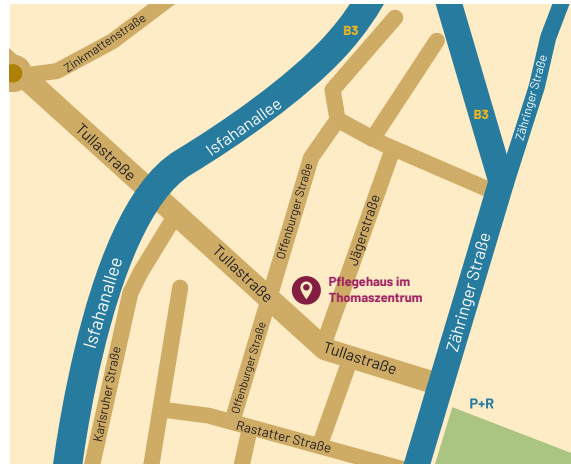 Zinkmattenstraße
B3
Isfahanallee
Zähringer Straße
B3
Tullastraße
Offenburger Straße
Jägerstraße
Tullastraße
Pflegehaus im
Thomaszentrum
Isfahanallee
Zähringer Straße
Offenburger Straße
Tullastraße
Karlsruher Straße
P+R
Rastatter Straße